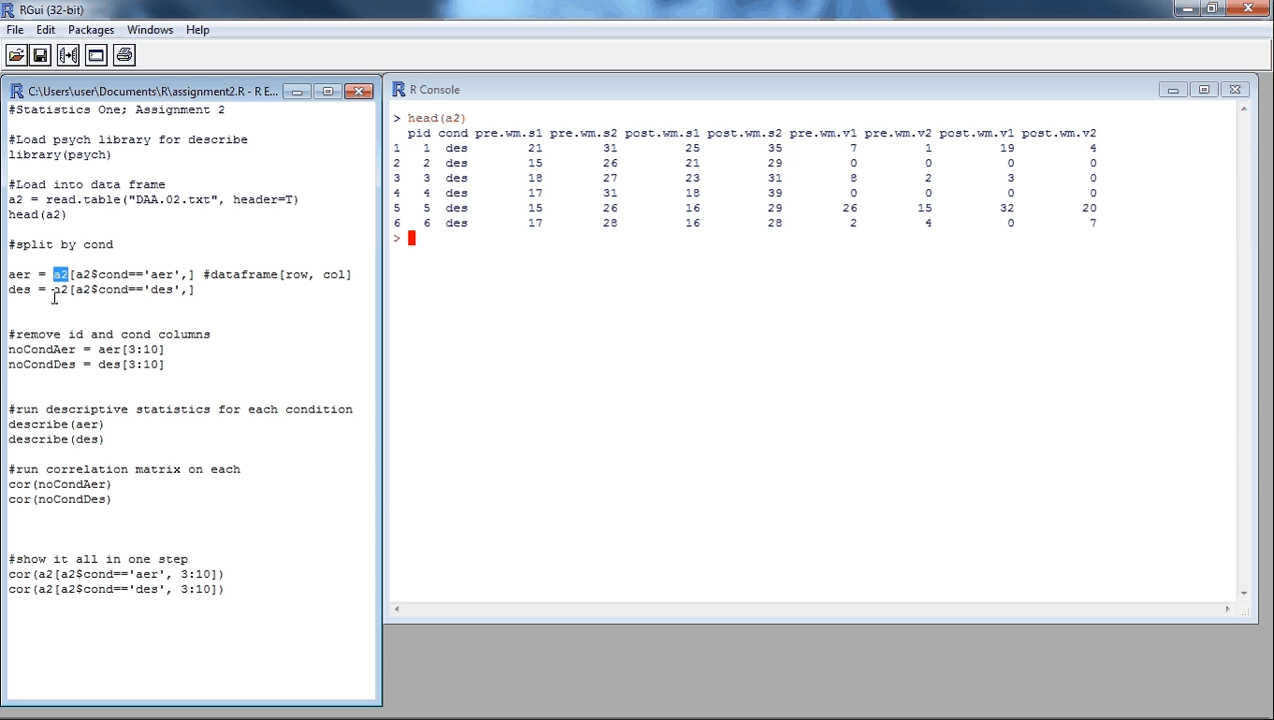 RGui (32-bit)
File Edit Packages Windows Help
C:\Users\user\Documents\R\assignment2.R - R E...
#Statistics One; Assignment 2
#Load psych library for describe
library(psych)
#Load into data frame
a2 = read.table("DAA.02.txt", header=T)
head(a2)
#split by cond
aer = a2[a2$cond=='aer',] #dataframe[row, col]
des = a2[a2$cond=='des',]
#remove id and cond columns
noCondAer = aer[3:10]
noCondDes = des[3:10]
#run descriptive statistics for each condition
describe(aer)
describe(des)
#run correlation matrix on each
cor(noCondAer)
cor(noCondDes)
#show it all in one step
cor(a2[a2$cond=='aer', 3:10])
cor(a2[a2$cond=='des', 3:10])
R Console
> head(a2)
pid cond pre.wm.s1 pre.wm.s2 post.wm.s1 post.wm.s2 pre.wm.v1 pre.wm.v2 post.wm.v1 post.wm.v2
1 1 des 21 31 25 35 7 1 19 4
2 2 des 15 26 21 29 0 0 0 0
3 3 des 18 27 23 31 8 2 3 0
4 4 des 17 31 18 39 0 0 0 0
5 5 des 15 26 16 29 26 15 32 20
6 6 des 17 28 16 28 2 4 0 7
>